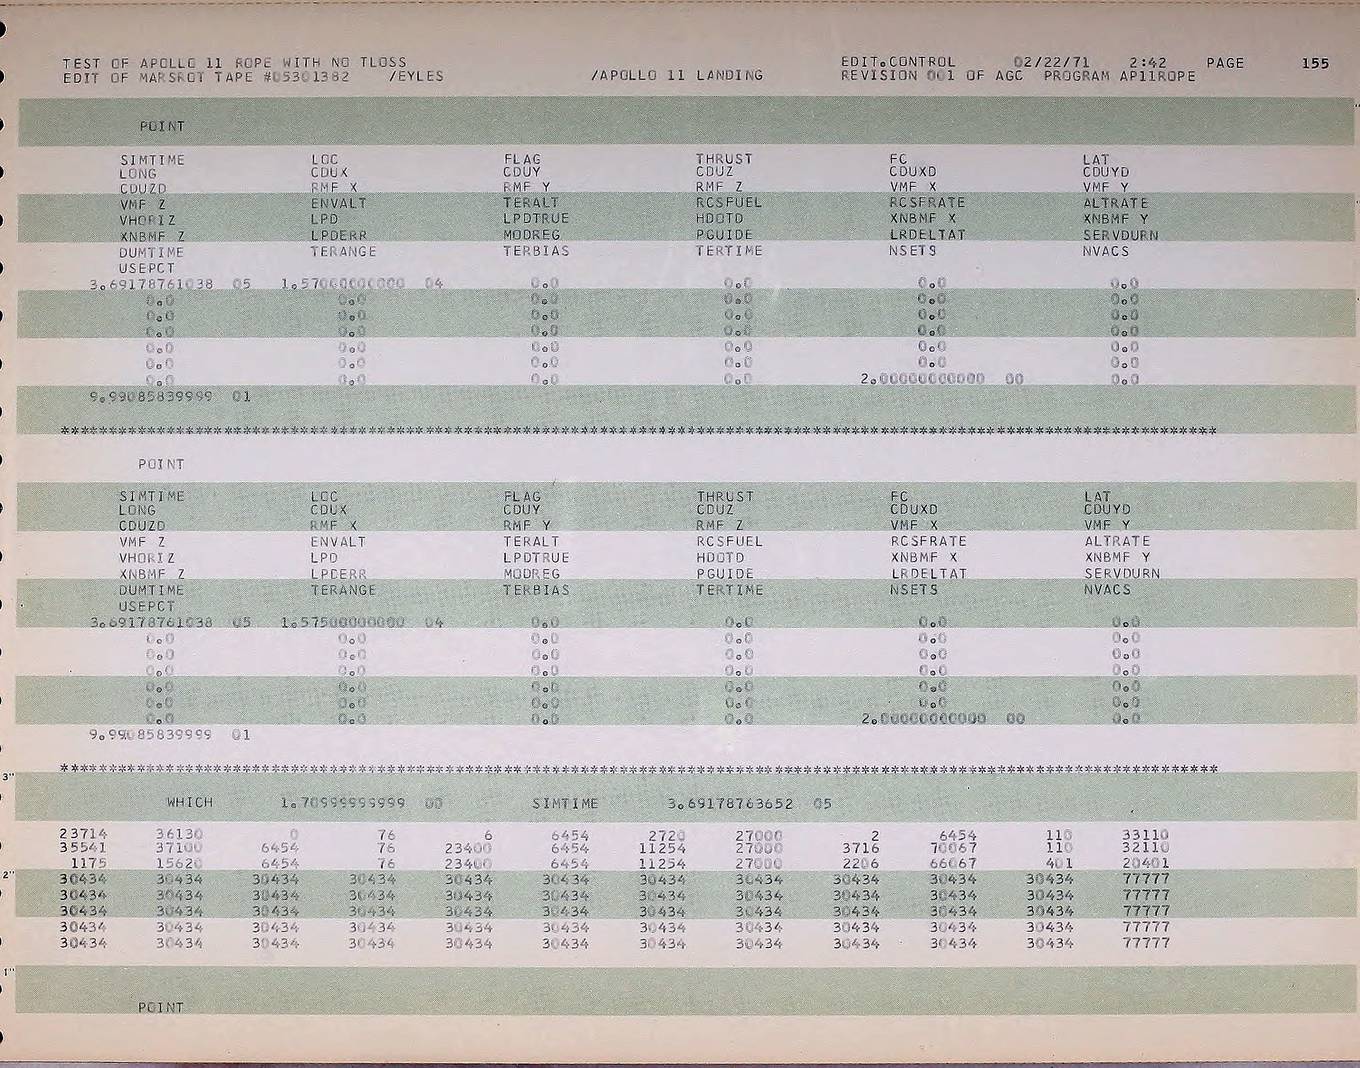 TEST OF APOLLO 11 ROPE WITH NO TLOSS EDIT.CONTROL 02/22/71 2:42 PAGE 155
EDIT OF MARSROT TAPE #05301382 /EYLES /APOLLO 11 LANDING REVISION 001 OF AGC PROGRAM AP11ROPE
POINT
SIMTIME LOC FLAG THRUST FC LAT
LONG CDUX CDUY CDUZ CDUXD CDUYD
CDUZD RMF X RMF Y RMF Z VMF X VMF Y
VMF Z ENVALT TERALT RCSFUEL RCSFRATE ALTRATE
VHORIZ LPD LPDTRUE HDOTD XNBMF X XNBMF Y
XNBMF Z LPDERR MODREG PGUIDE LRDELTAT SERVDURN
DUMTIME TERANGE TERBIAS TERTIME NSETS NVACS
USEPCT
3.69178761038 05 1.57000000000 04 0.0 0.0 0.0 0.0
0.0 0.0 0.0 0.0 0.0 0.0
0.0 0.0 0.0 0.0 0.0 0.0
0.0 0.0 0.0 0.0 0.0 0.0
0.0 0.0 0.0 0.0 0.0 0.0
0.0 0.0 0.0 0.0 0.0 0.0
0.0 0.0 0.0 0.0 2.00000000000 00 0.0
9.99085839999 01
************************************************************************************************************************
POINT
SIMTIME LOC FLAG THRUST FC LAT
LONG CDUX CDUY CDUZ CDUXD CDUYD
CDUZD RMF X RMF Y RMF Z VMF X VMF Y
VMF Z ENVALT TERALT RCSFUEL RCSFRATE ALTRATE
VHORIZ LPD LPDTRUE HDOTD XNBMF X XNBMF Y
XNBMF Z LPDERR MODREG PGUIDE LRDELTAT SERVDURN
DUMTIME TERANGE TERBIAS TERTIME NSETS NVACS
USEPCT
3.69178761038 05 1.57500000000 04 0.0 0.0 0.0 0.0
0.0 0.0 0.0 0.0 0.0 0.0
0.0 0.0 0.0 0.0 0.0 0.0
0.0 0.0 0.0 0.0 0.0 0.0
0.0 0.0 0.0 0.0 0.0 0.0
0.0 0.0 0.0 0.0 0.0 0.0
0.0 0.0 0.0 0.0 2.00000000000 00 0.0
9.99085839999 01
************************************************************************************************************************
3"
WHICH 1.70999999999 00 SIMTIME 3.69178763652 05
23714 36130 0 76 6 6454 2720 27000 2 6454 110 33110
35541 37100 6454 76 23400 6454 11254 27000 3716 70067 110 32110
1175 15620 6454 76 23400 6454 11254 27000 2206 66067 401 20401
2" 30434 30434 30434 30434 30434 30434 30434 30434 30434 30434 30434 77777
30434 30434 30434 30434 30434 30434 30434 30434 30434 30434 30434 77777
30434 30434 30434 30434 30434 30434 30434 30434 30434 30434 30434 77777
30434 30434 30434 30434 30434 30434 30434 30434 30434 30434 30434 77777
30434 30434 30434 30434 30434 30434 30434 30434 30434 30434 30434 77777
1"
POINT